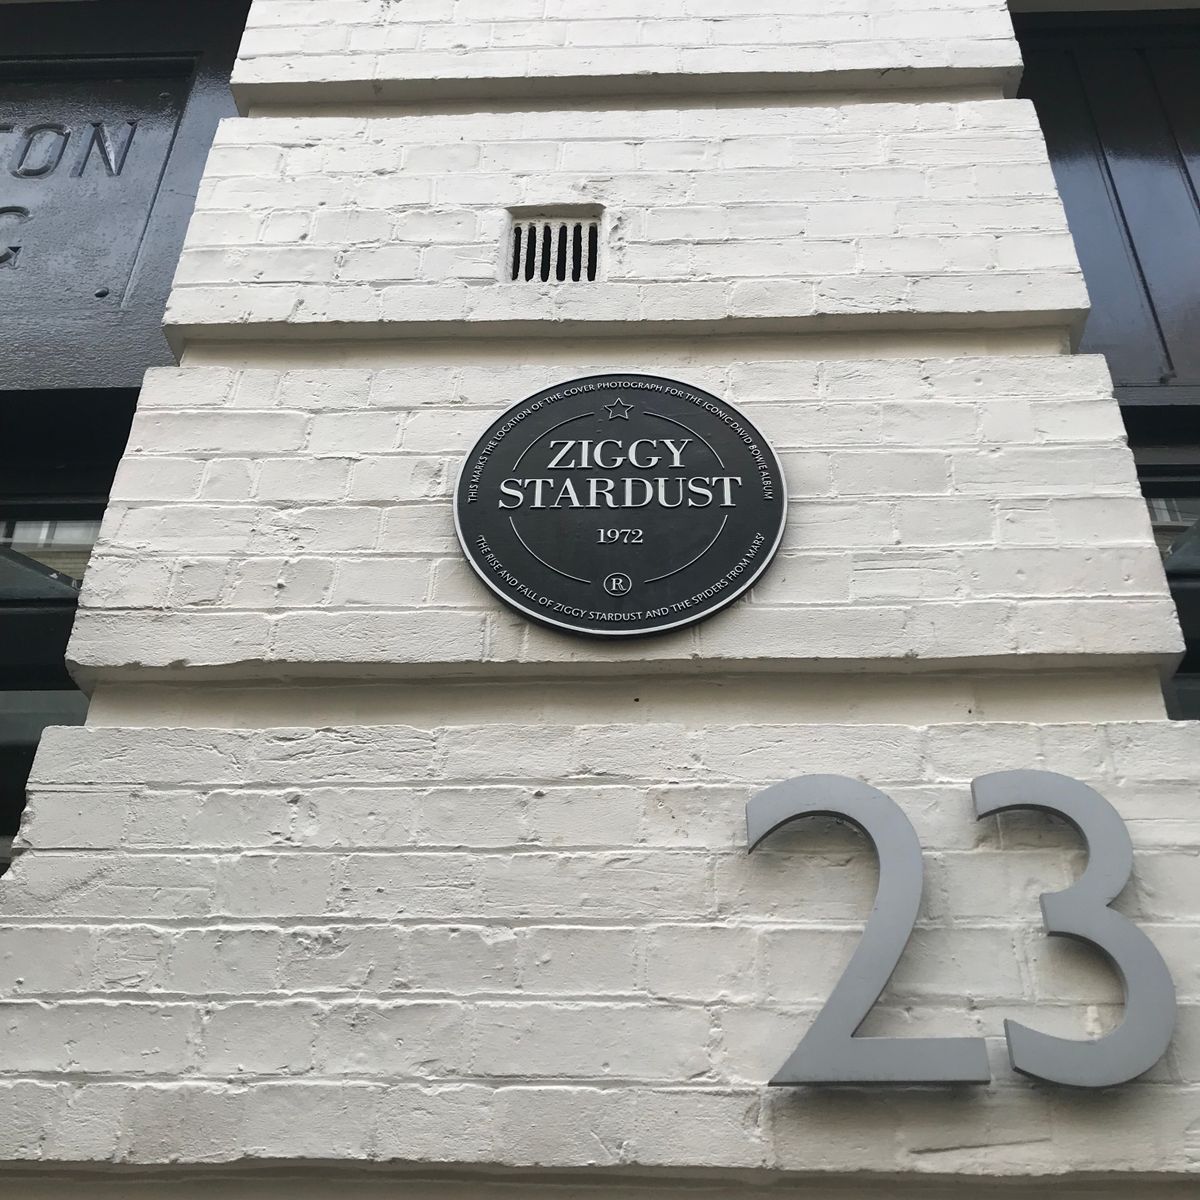 TON
G
THIS MARKS THE LOCATION OF THE COVER PHOTOGRAPH FOR THE ICONIC DAVID BOWIE ALBUM
ZIGGY
STARDUST
1972
R
'THE RISE AND FALL OF ZIGGY STARDUST AND THE SPIDERS FROM MARS'
23